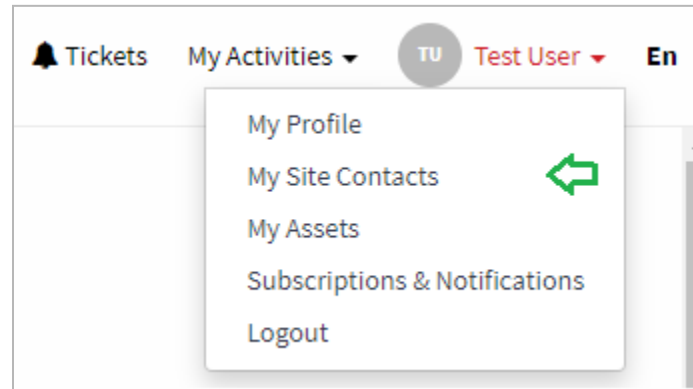 Tickets My Activities TU Test User En
My Profile
My Site Contacts
My Assets
Subscriptions & Notifications
Logout